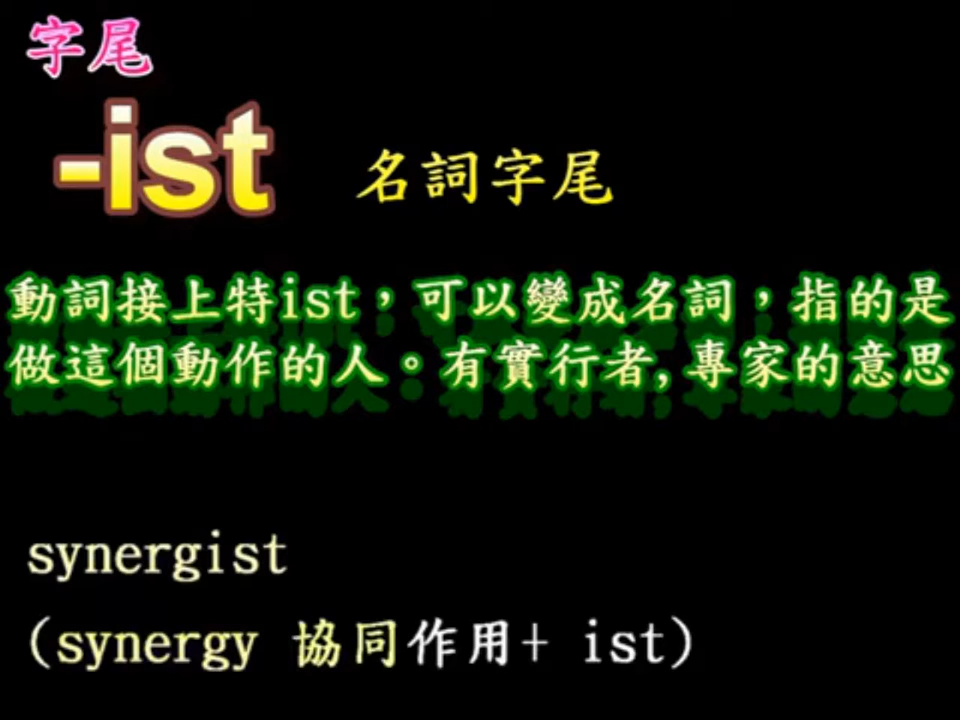 字尾
-ist 名詞字尾
動詞接上特ist，可以變成名詞，指的是
做這個動作的人。有實行者,專家的意思
synergist
(synergy 協同作用+ ist)